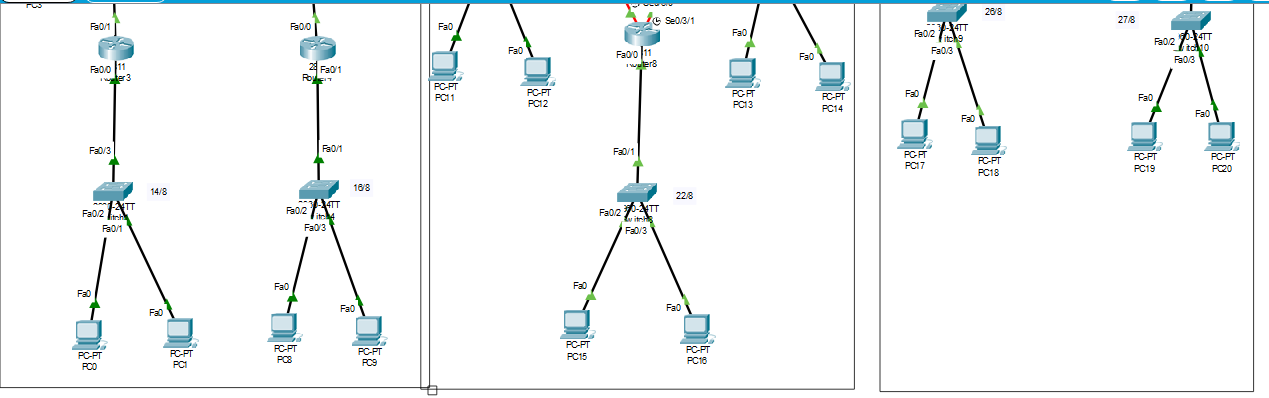 PC3
Fa0/1
Fa0/0
11
Router3
Fa0/3
14/8
Fa0/2
Fa0/1
Fa0
Fa0
PC-PT
PC0
PC-PT
PC1
Fa0/0
Fa0/1
Fa0/1
16/8
Fa0/2
Fa0/3
Fa0
Fa0
PC-PT
PC8
PC-PT
PC9
Se0/3/1
Fa0
Fa0
PC-PT
PC11
PC-PT
PC12
Fa0/0
11
Router8
Fa0
Fa0
PC-PT
PC13
PC-PT
PC14
Fa0/1
22/8
Fa0/2
Fa0/3
Fa0
Fa0
PC-PT
PC15
PC-PT
PC16
26/8
Fa0/2
Fa0/3
Fa0
Fa0
PC-PT
PC17
PC-PT
PC18
27/8
Fa0/2
Fa0/3
Fa0
Fa0
PC-PT
PC19
PC-PT
PC20